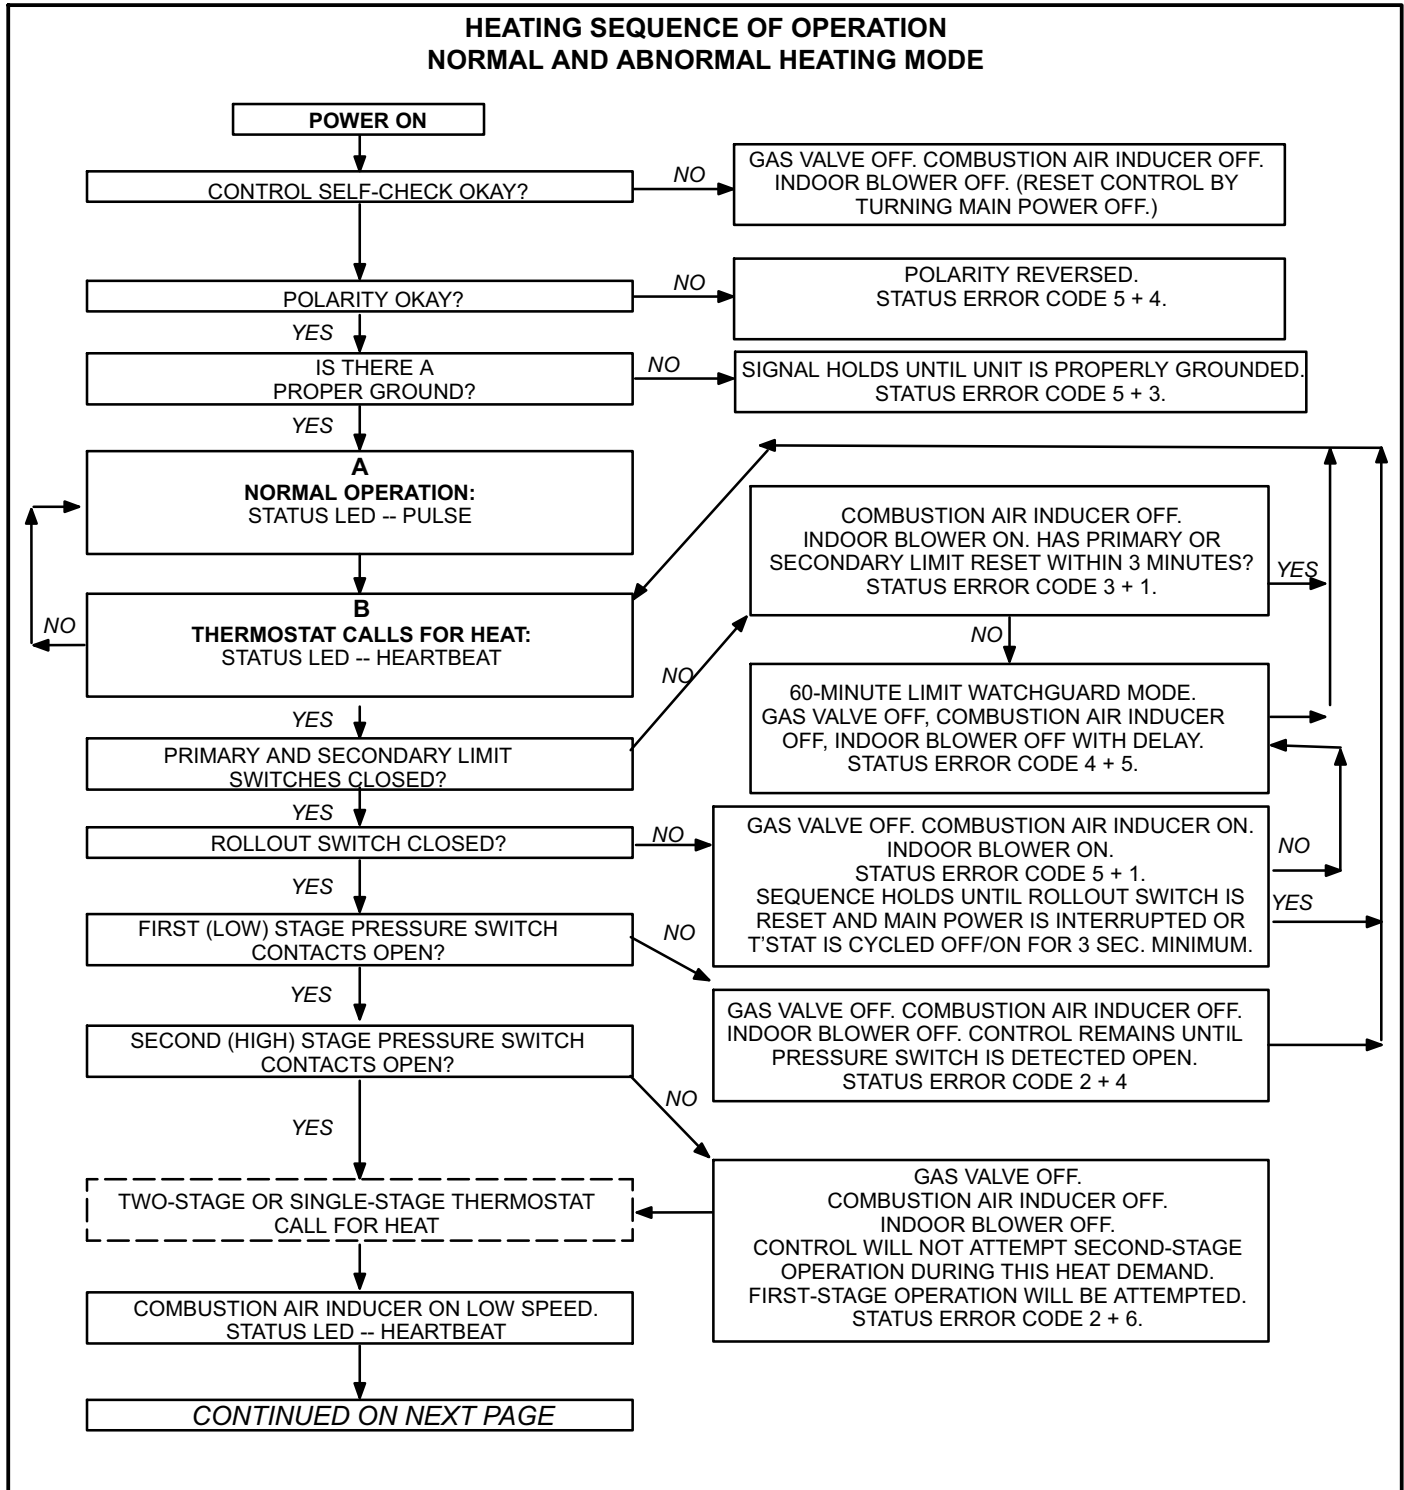 HEATING SEQUENCE OF OPERATION
NORMAL AND ABNORMAL HEATING MODE
POWER ON
CONTROL SELF-CHECK OKAY?
NO
GAS VALVE OFF. COMBUSTION AIR INDUCER OFF.
INDOOR BLOWER OFF. (RESET CONTROL BY
TURNING MAIN POWER OFF.)
POLARITY OKAY?
NO
POLARITY REVERSED.
STATUS ERROR CODE 5 + 4.
YES
IS THERE A
PROPER GROUND?
NO
SIGNAL HOLDS UNTIL UNIT IS PROPERLY GROUNDED.
STATUS ERROR CODE 5 + 3.
YES
A
NORMAL OPERATION:
STATUS LED -- PULSE
B
THERMOSTAT CALLS FOR HEAT:
STATUS LED -- HEARTBEAT
NO
COMBUSTION AIR INDUCER OFF.
INDOOR BLOWER ON. HAS PRIMARY OR
SECONDARY LIMIT RESET WITHIN 3 MINUTES?
STATUS ERROR CODE 3 + 1.
YES
NO
NO
YES
60-MINUTE LIMIT WATCHGUARD MODE.
GAS VALVE OFF, COMBUSTION AIR INDUCER
OFF, INDOOR BLOWER OFF WITH DELAY.
STATUS ERROR CODE 4 + 5.
PRIMARY AND SECONDARY LIMIT
SWITCHES CLOSED?
YES
ROLLOUT SWITCH CLOSED?
NO
GAS VALVE OFF. COMBUSTION AIR INDUCER ON.
INDOOR BLOWER ON.
STATUS ERROR CODE 5 + 1.
SEQUENCE HOLDS UNTIL ROLLOUT SWITCH IS
RESET AND MAIN POWER IS INTERRUPTED OR
T'STAT IS CYCLED OFF/ON FOR 3 SEC. MINIMUM.
NO
YES
YES
FIRST (LOW) STAGE PRESSURE SWITCH
CONTACTS OPEN?
NO
GAS VALVE OFF. COMBUSTION AIR INDUCER OFF.
INDOOR BLOWER OFF. CONTROL REMAINS UNTIL
PRESSURE SWITCH IS DETECTED OPEN.
STATUS ERROR CODE 2 + 4
YES
SECOND (HIGH) STAGE PRESSURE SWITCH
CONTACTS OPEN?
NO
YES
GAS VALVE OFF.
COMBUSTION AIR INDUCER OFF.
INDOOR BLOWER OFF.
CONTROL WILL NOT ATTEMPT SECOND-STAGE
OPERATION DURING THIS HEAT DEMAND.
FIRST-STAGE OPERATION WILL BE ATTEMPTED.
STATUS ERROR CODE 2 + 6.
TWO-STAGE OR SINGLE-STAGE THERMOSTAT
CALL FOR HEAT
COMBUSTION AIR INDUCER ON LOW SPEED.
STATUS LED -- HEARTBEAT
CONTINUED ON NEXT PAGE